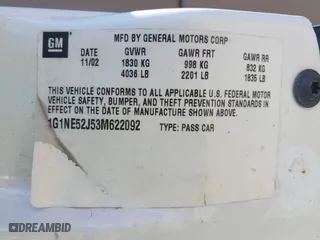 GM
MFD BY GENERAL MOTORS CORP
DATE GVWR GAWR FRT GAWR RR
11/02 1830 KG 998 KG 832 KG
4036 LB 2201 LB 1835 LB
THIS VEHICLE CONFORMS TO ALL APPLICABLE U.S. FEDERAL MOTOR
VEHICLE SAFETY, BUMPER, AND THEFT PREVENTION STANDARDS
IN EFFECT ON THE DATE OF MANUFACTURE SHOWN ABOVE.
1G1NE52J53M622092 TYPE: PASS CAR
DEALERSHIP.COM